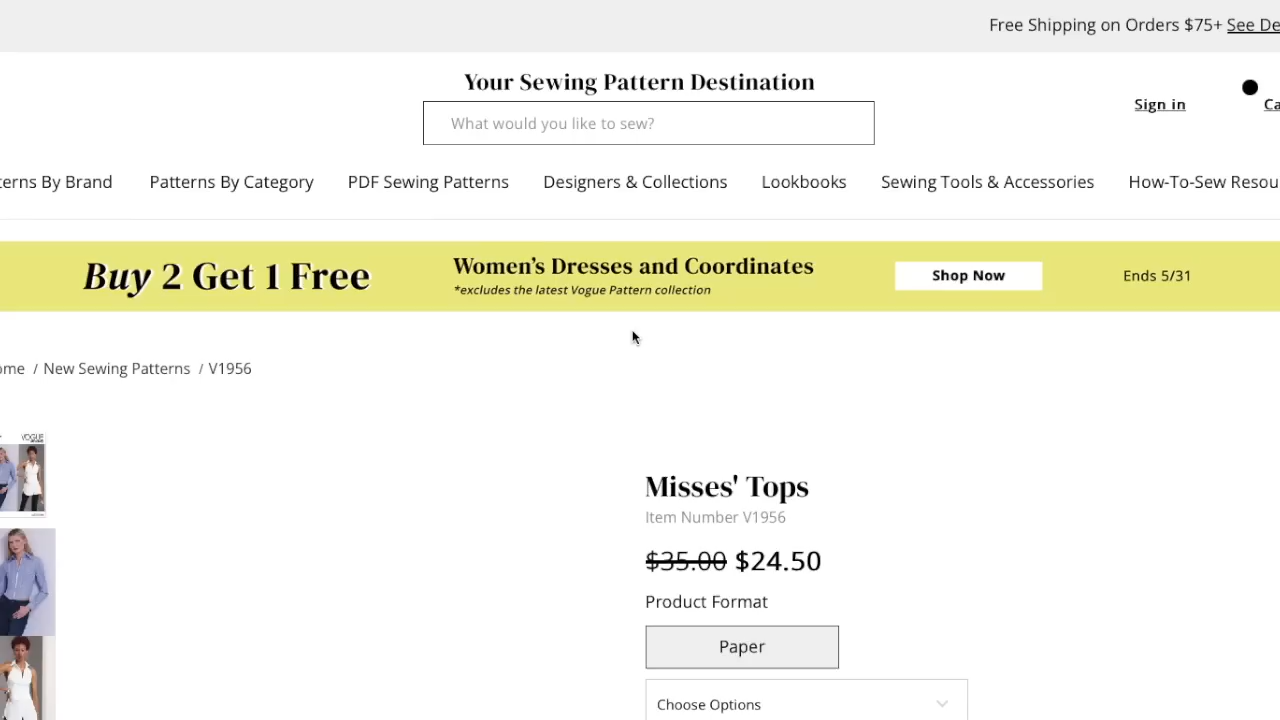 Free Shipping on Orders $75+ See De
Your Sewing Pattern Destination
What would you like to sew?
Sign in
Ca
terns By Brand
Patterns By Category
PDF Sewing Patterns
Designers & Collections
Lookbooks
Sewing Tools & Accessories
How-To-Sew Resou
Buy 2 Get 1 Free
Women's Dresses and Coordinates
*excludes the latest Vogue Pattern collection
Shop Now
Ends 5/31
ome / New Sewing Patterns / V1956
VOGUE
Misses' Tops
Item Number V1956
$35.00 $24.50
Product Format
Paper
Choose Options